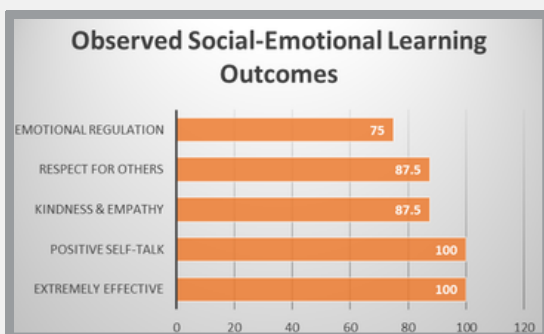 Observed Social-Emotional Learning
Outcomes
EMOTIONAL REGULATION 75
RESPECT FOR OTHERS 87.5
KINDNESS & EMPATHY 87.5
POSITIVE SELF-TALK 100
EXTREMELY EFFECTIVE 100
0 20 40 60 80 100 120